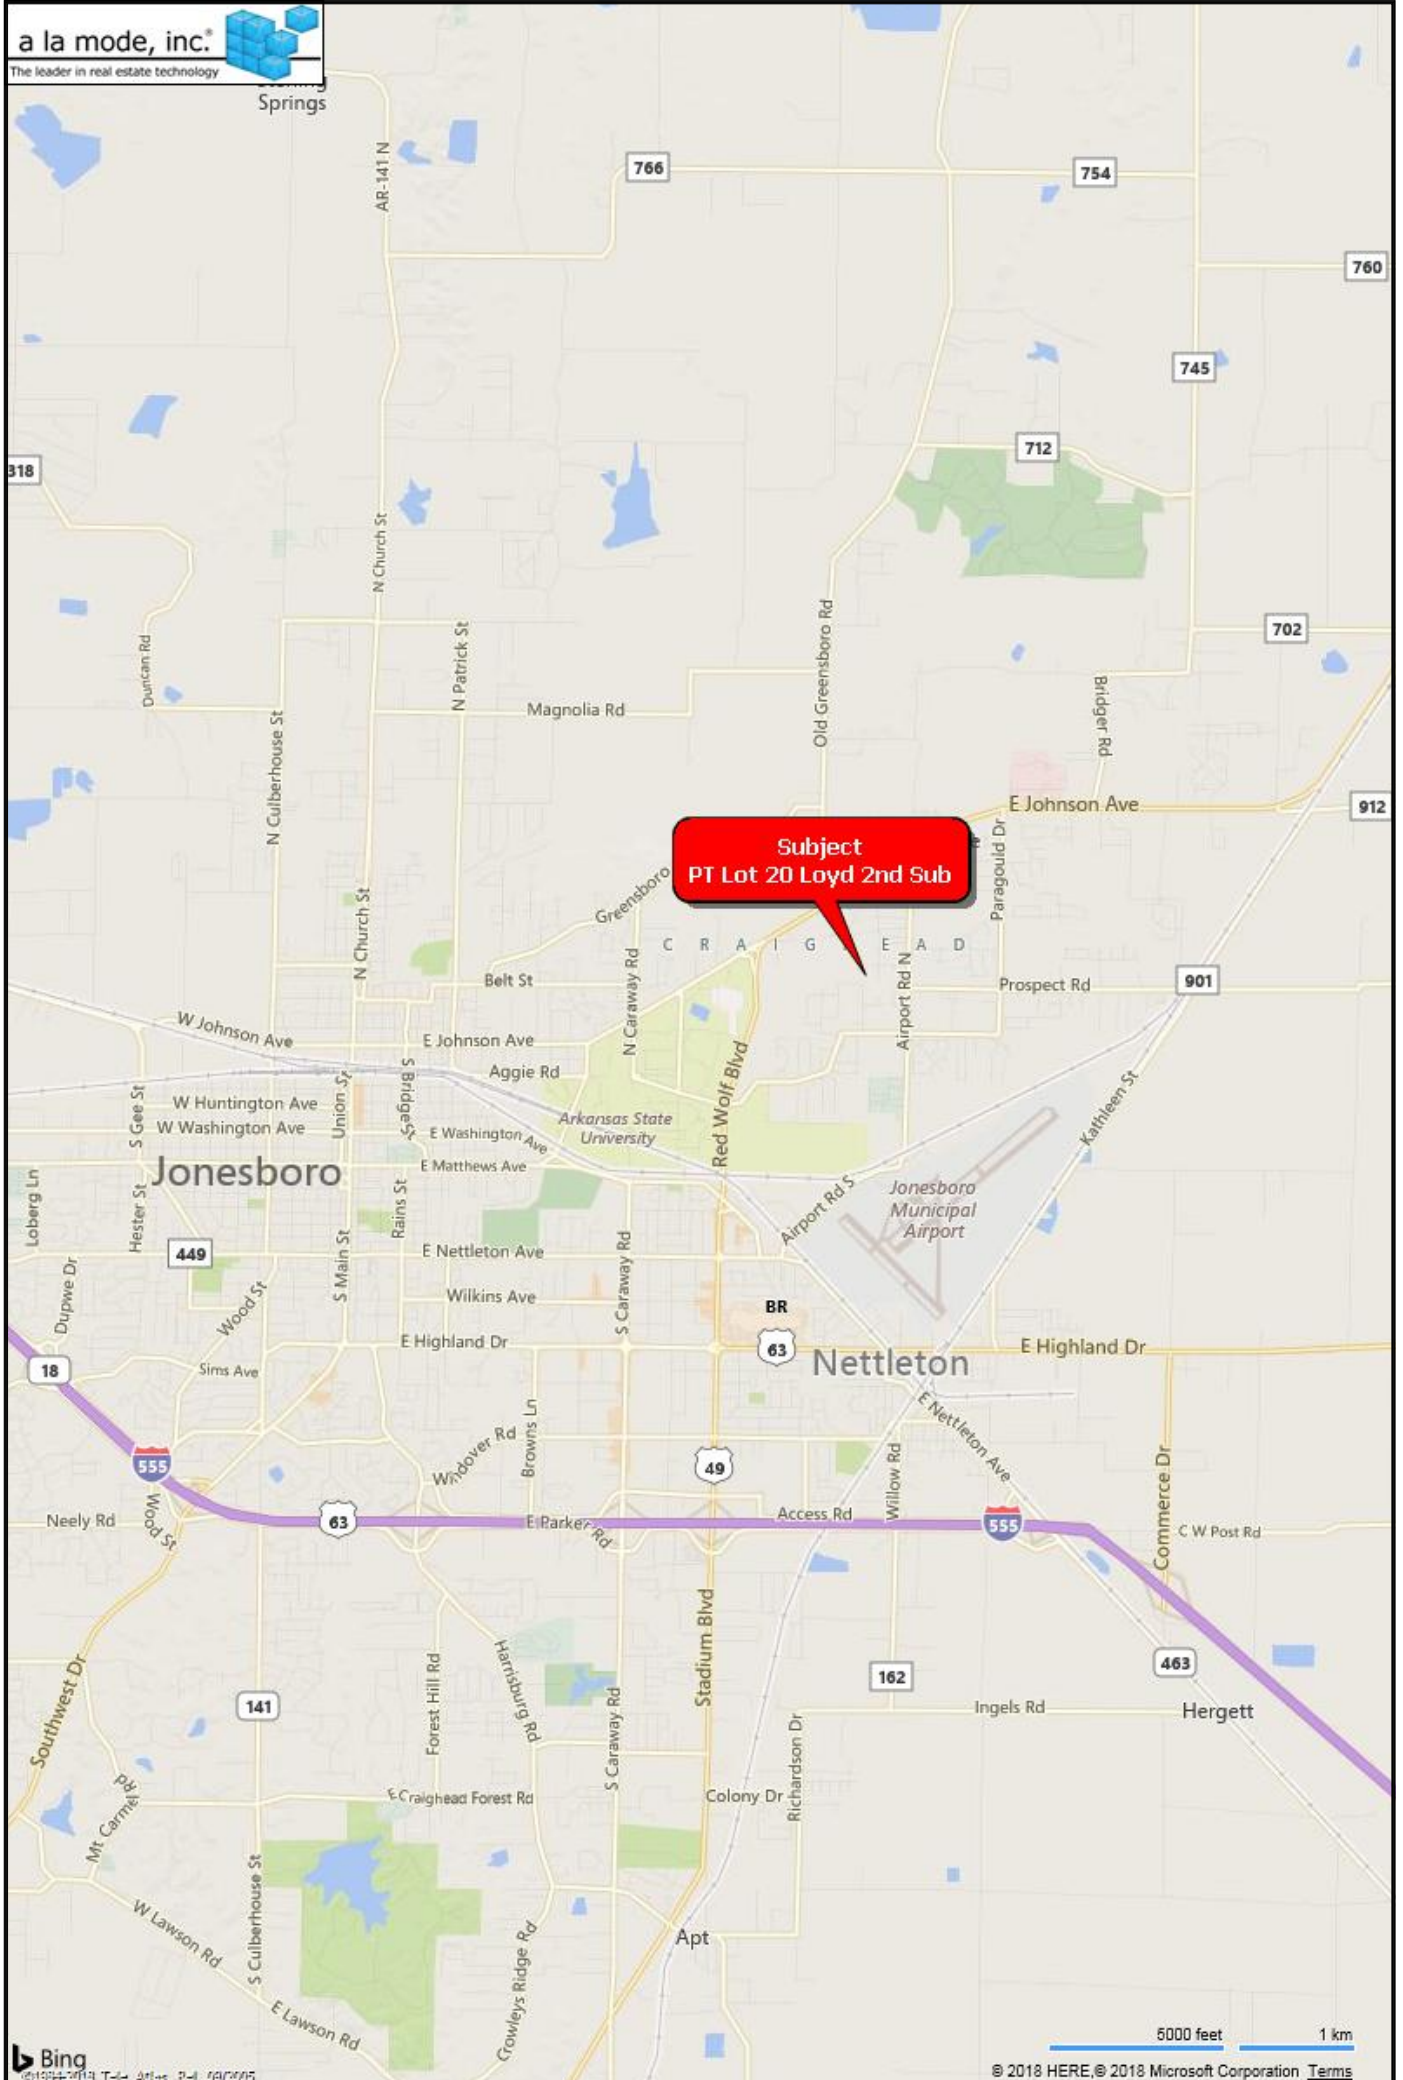 a la mode, inc.®
The leader in real estate technology
Springs
AR-141 N
766
754
760
745
712
318
N Church St
Old Greensboro Rd
702
Duncan Rd
N Patrick St
Bridger Rd
Magnolia Rd
N Culberhouse St
E Johnson Ave
912
Subject
PT Lot 20 Loyd 2nd Sub
Paragould Dr
Greensboro
N Church St
C R A I G E A D
N Caraway Rd
Airport Rd N
Belt St
Prospect Rd
901
W Johnson Ave
E Johnson Ave
Aggie Rd
S Bridge St
Union St
S Gee St
W Huntington Ave
W Washington Ave
E Washington Ave
Arkansas State
University
Red Wolf Blvd
Kathleen St
Jonesboro
E Matthews Ave
Loberg Ln
Hester St
Rains St
Airport Rd S
Jonesboro
Municipal
Airport
449
S Main St
E Nettleton Ave
S Caraway Rd
Dupwe Dr
Wood St
Wilkins Ave
BR
63
E Highland Dr
Nettleton
E Highland Dr
18
Sims Ave
Browns Ln
E Nettleton Ave
Windover Rd
555
49
Willow Rd
Commerce Dr
Neely Rd
Wood St
63
E Parker Rd
Access Rd
555
C W Post Rd
Stadium Blvd
Harrisburg Rd
Forest Hill Rd
Southwest Dr
162
463
141
S Caraway Rd
Ingels Rd
Hergett
Richardson Dr
Mt Carmel Rd
E Craighead Forest Rd
Colony Dr
S Culberhouse St
W Lawson Rd
Crowleys Ridge Rd
Apt
E Lawson Rd
5000 feet
1 km
Bing
© 2018 HERE,© 2018 Microsoft Corporation Terms